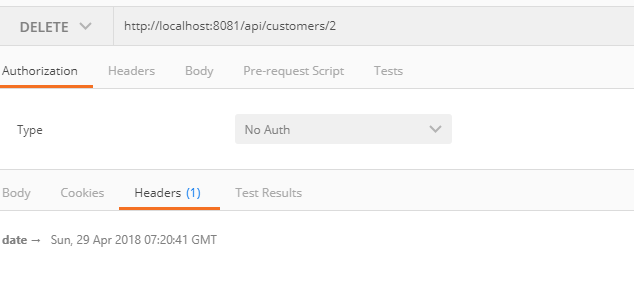 DELETE http://localhost:8081/api/customers/2
Authorization Headers Body Pre-request Script Tests
Type No Auth
Body Cookies Headers (1) Test Results
date → Sun, 29 Apr 2018 07:20:41 GMT